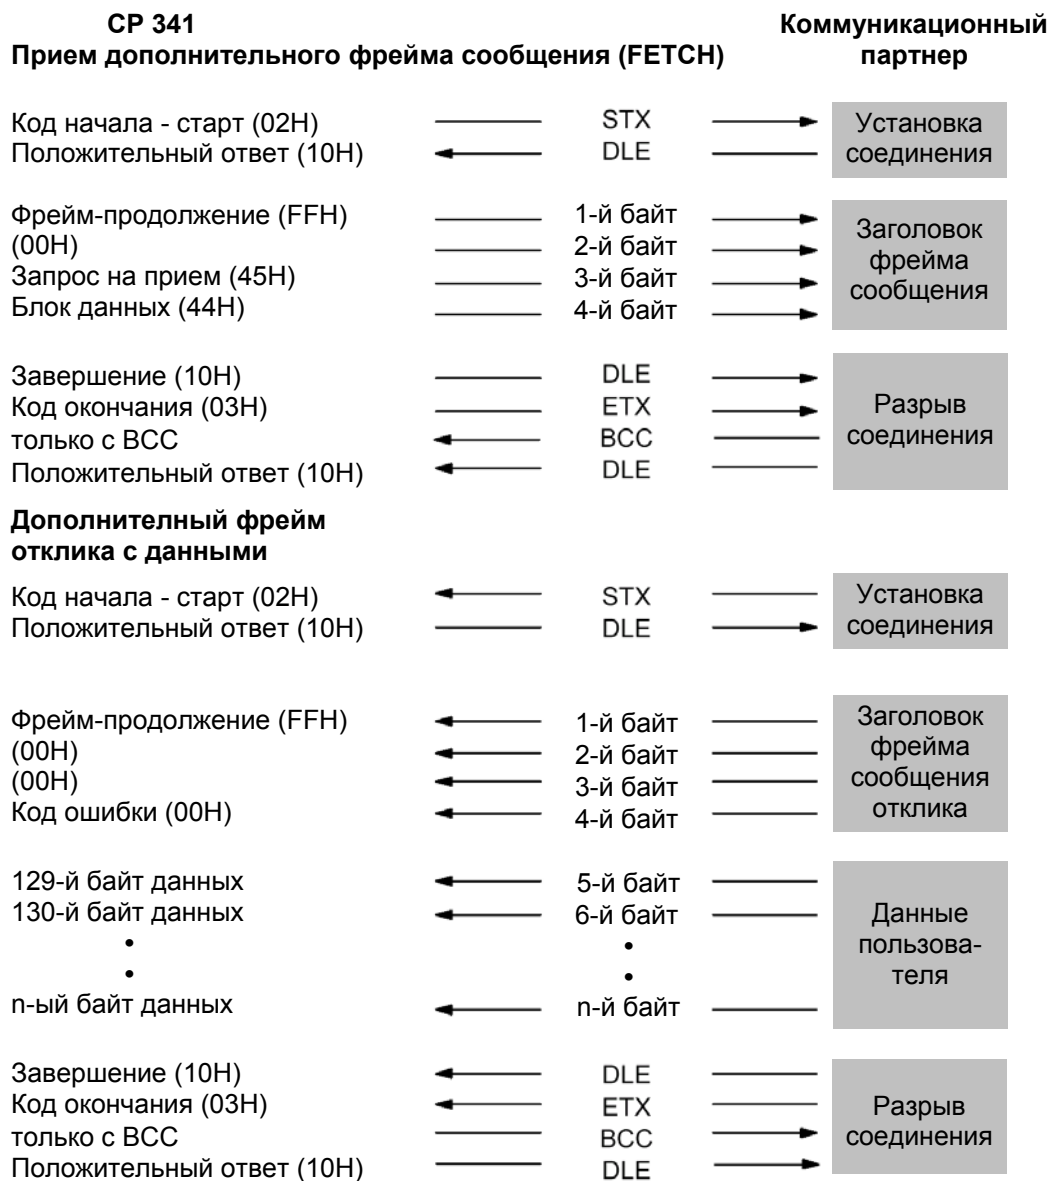 CP 341 Коммуникационный
Прием дополнительного фрейма сообщения (FETCH) партнер
Код начала - старт (02H) STX Установка
Положительный ответ (10H) DLE соединения
Фрейм-продолжение (FFH) 1-й байт Заголовок
(00H) 2-й байт фрейма
Запрос на прием (45H) 3-й байт сообщения
Блок данных (44H) 4-й байт
Завершение (10H) DLE
Код окончания (03H) ETX Разрыв
только с BCC BCC соединения
Положительный ответ (10H) DLE
Дополнителный фрейм
отклика с данными
Код начала - старт (02H) STX Установка
Положительный ответ (10H) DLE соединения
Фрейм-продолжение (FFH) 1-й байт Заголовок
(00H) 2-й байт фрейма
(00H) 3-й байт сообщения
Код ошибки (00H) 4-й байт отклика
129-й байт данных 5-й байт
130-й байт данных 6-й байт Данные
• • пользова-
• • теля
n-ый байт данных n-й байт
Завершение (10H) DLE
Код окончания (03H) ETX Разрыв
только с BCC BCC соединения
Положительный ответ (10H) DLE